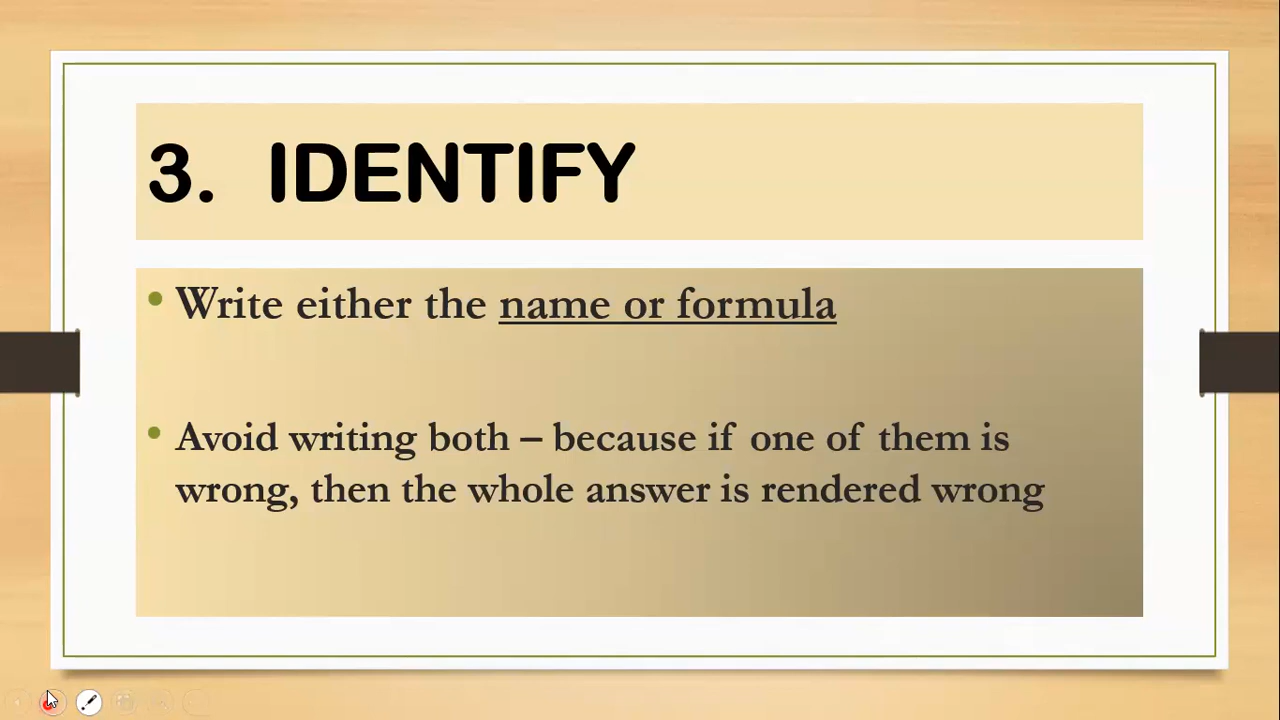 3. IDENTIFY
• Write either the name or formula
• Avoid writing both – because if one of them is
wrong, then the whole answer is rendered wrong